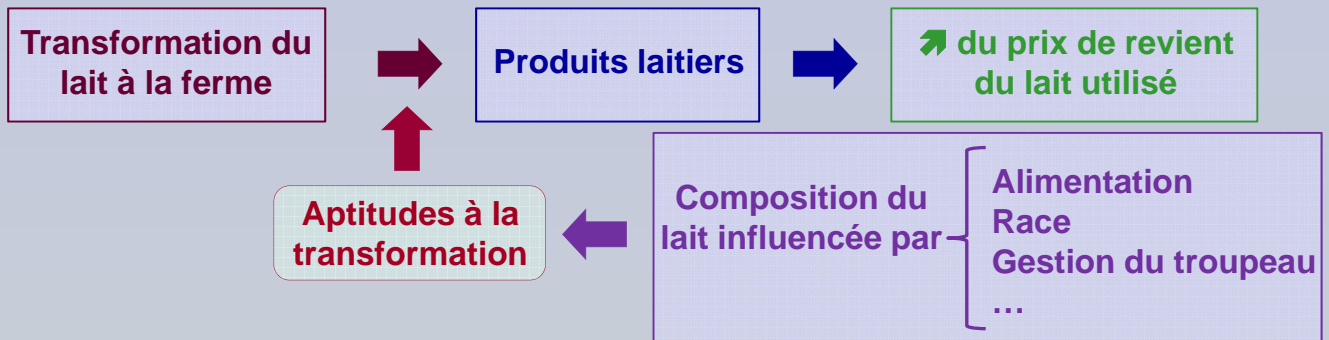 Transformation du
lait à la ferme
Produits laitiers
↗ du prix de revient
du lait utilisé
Aptitudes à la
transformation
Composition du
lait influencée par
Alimentation
Race
Gestion du troupeau
…